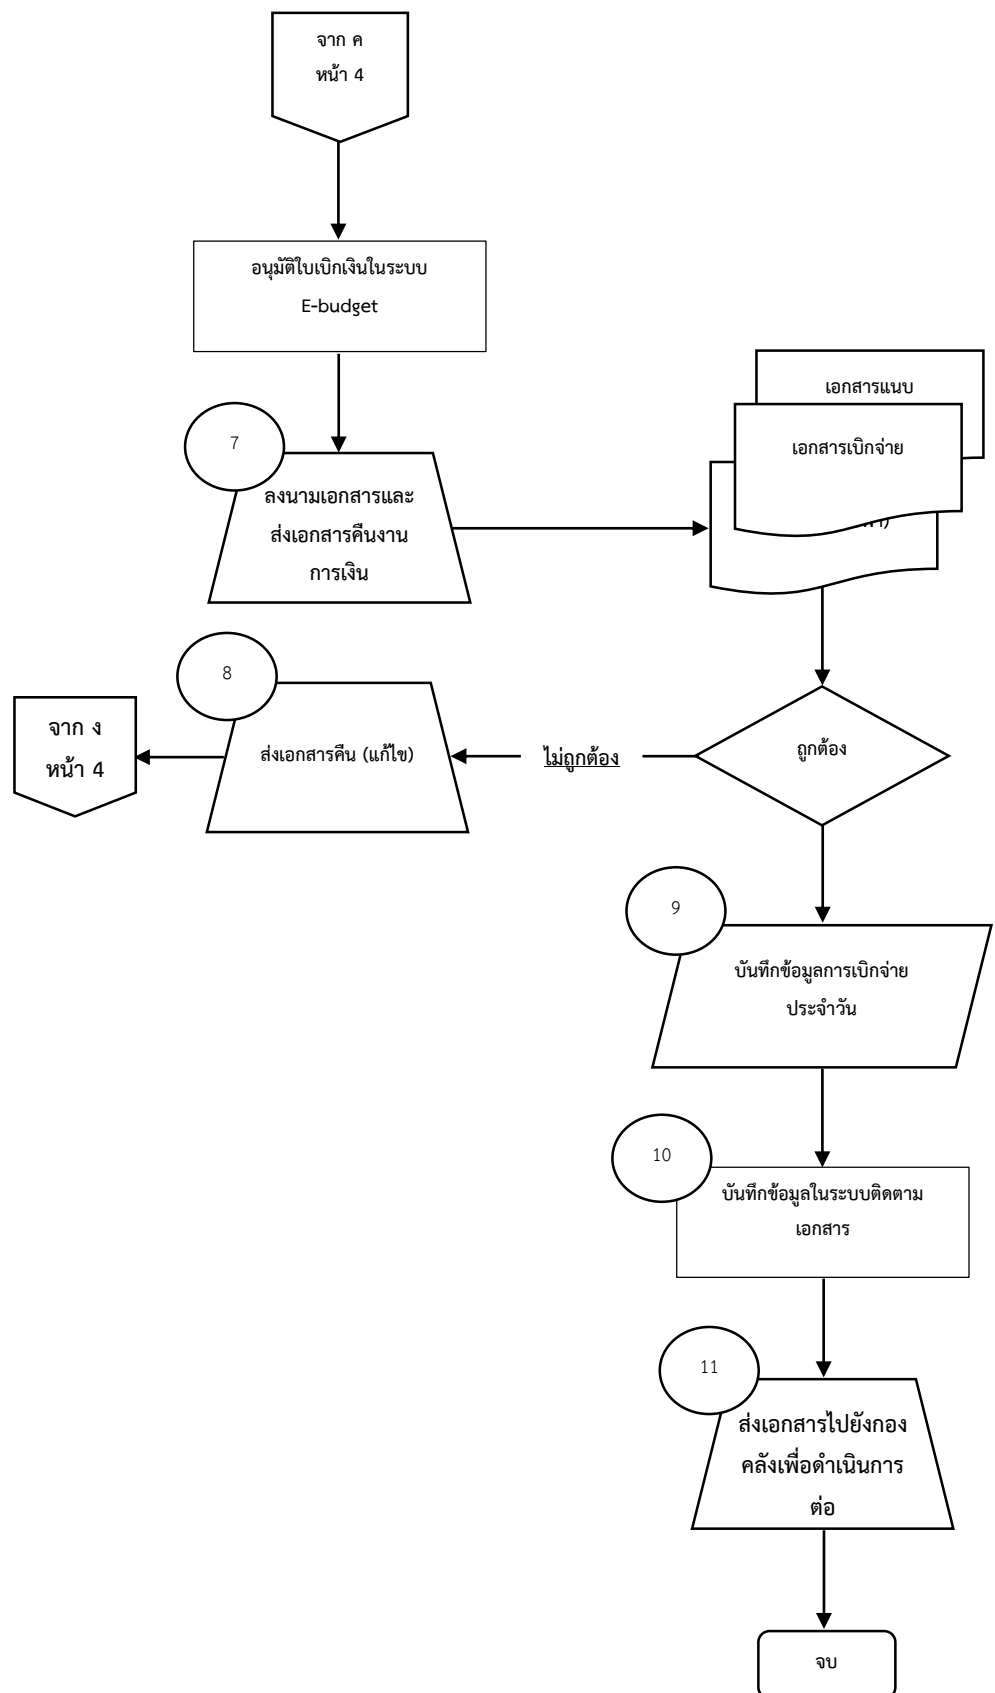 จาก ค
หน้า 4
อนุมัติใบเบิกเงินในระบบ
E-budget
7
ลงนามเอกสารและ
ส่งเอกสารคืนงาน
การเงิน
เอกสารแนบ
เอกสารเบิกจ่าย
8
ส่งเอกสารคืน (แก้ไข)
จาก ง
หน้า 4
ไม่ถูกต้อง
ถูกต้อง
9
บันทึกข้อมูลการเบิกจ่าย
ประจำวัน
10
บันทึกข้อมูลในระบบติดตาม
เอกสาร
11
ส่งเอกสารไปยังกอง
คลังเพื่อดำเนินการ
ต่อ
จบ